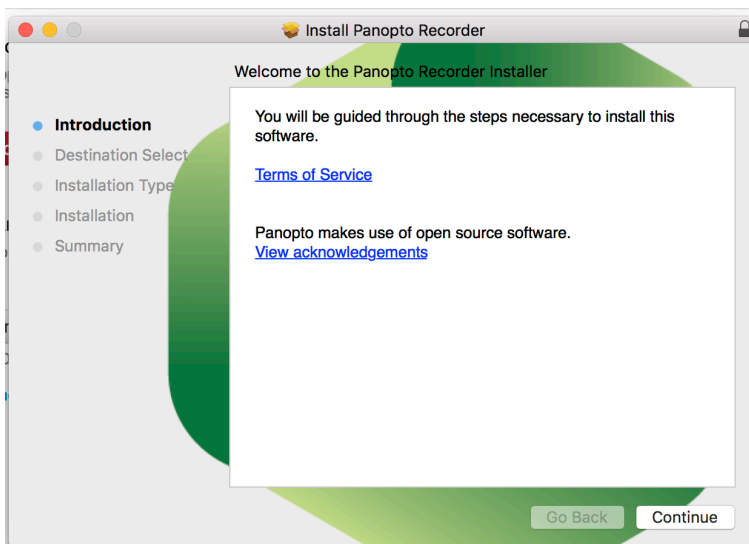 Install Panopto Recorder
Welcome to the Panopto Recorder Installer
Introduction
Destination Select
Installation Type
Installation
Summary
You will be guided through the steps necessary to install this
software.
Terms of Service
Panopto makes use of open source software.
View acknowledgements
Go Back
Continue